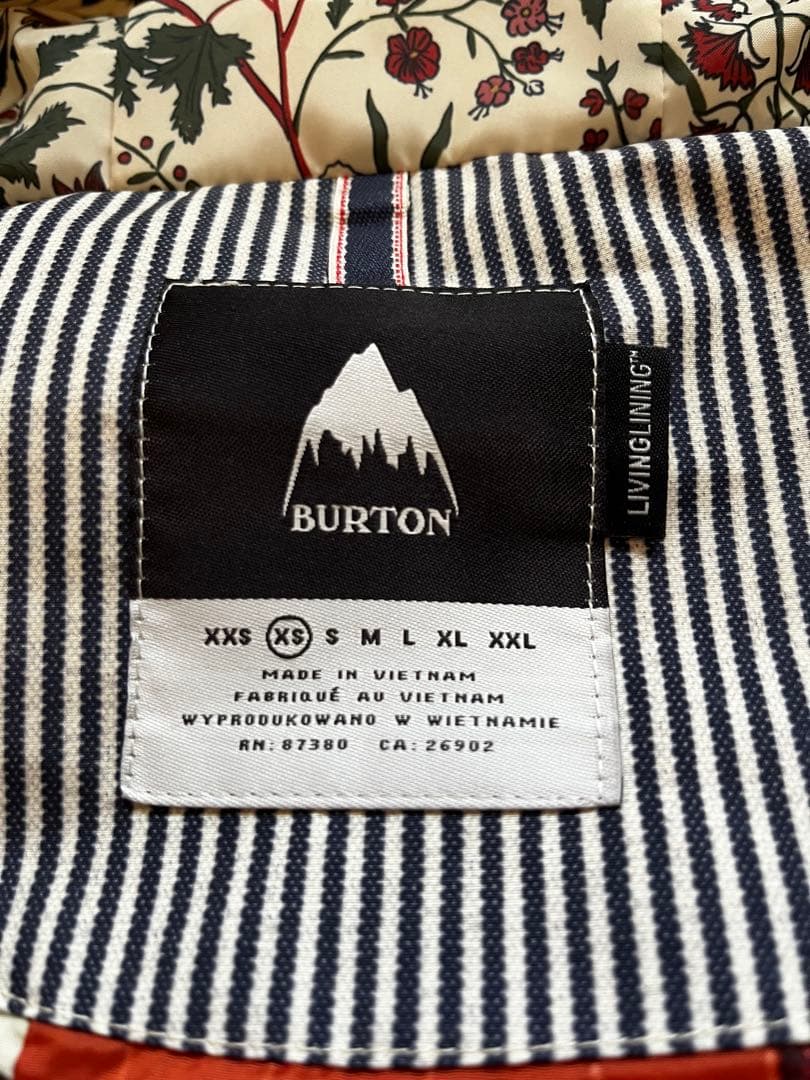 BURTON
LIVINGLINING™
XXS XS S M L XL XXL
MADE IN VIETNAM
FABRIQUÉ AU VIETNAM
WYPRODUKOWANO W WIETNAMIE
RN: 87380 CA: 26902